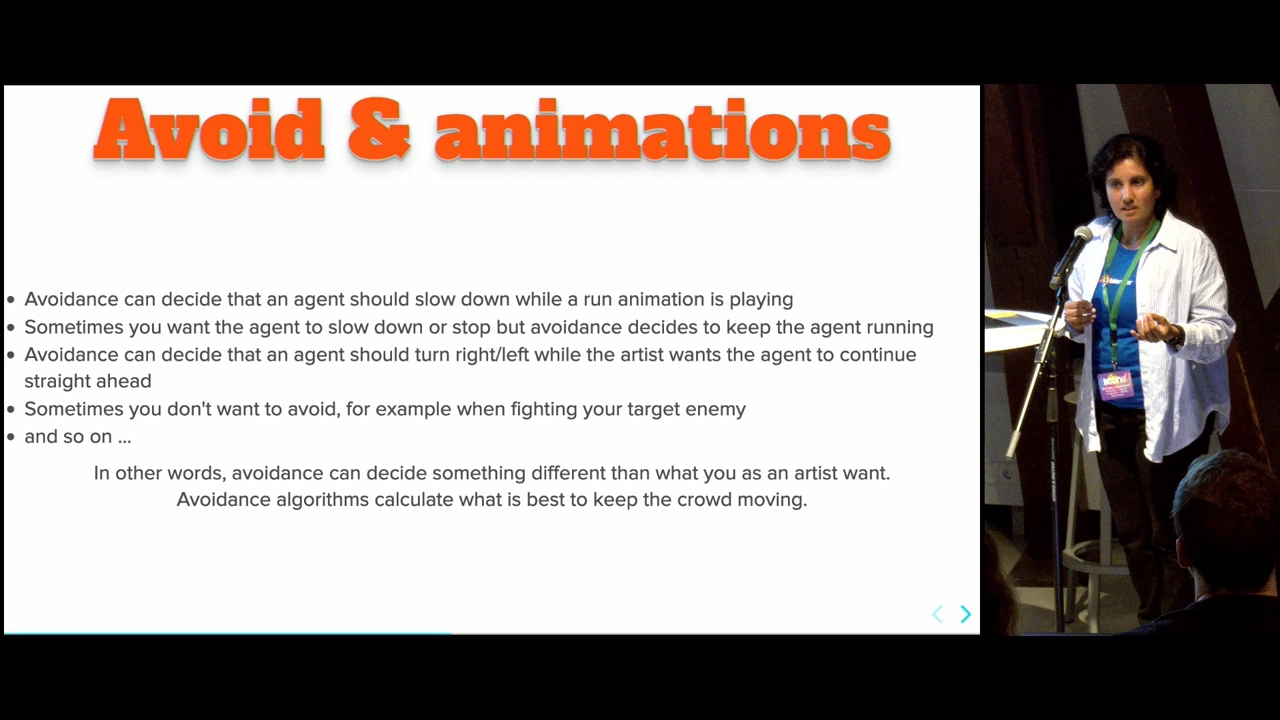 Avoid & animations
• Avoidance can decide that an agent should slow down while a run animation is playing
• Sometimes you want the agent to slow down or stop but avoidance decides to keep the agent running
• Avoidance can decide that an agent should turn right/left while the artist wants the agent to continue
straight ahead
• Sometimes you don't want to avoid, for example when fighting your target enemy
• and so on ...
In other words, avoidance can decide something different than what you as an artist want.
Avoidance algorithms calculate what is best to keep the crowd moving.